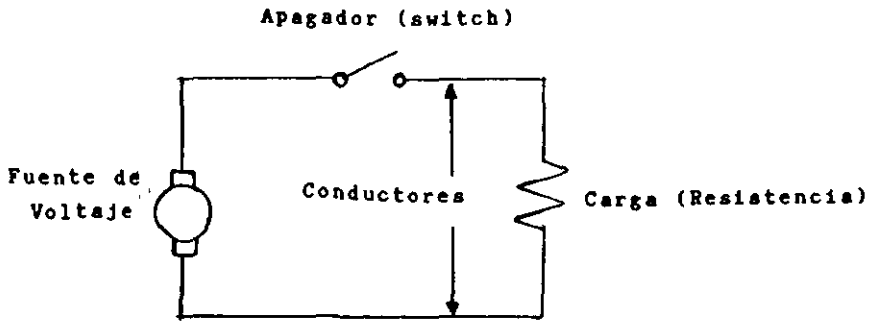 Apagador (switch)
Fuente de
Voltaje
Conductores
Carga (Resistencia)